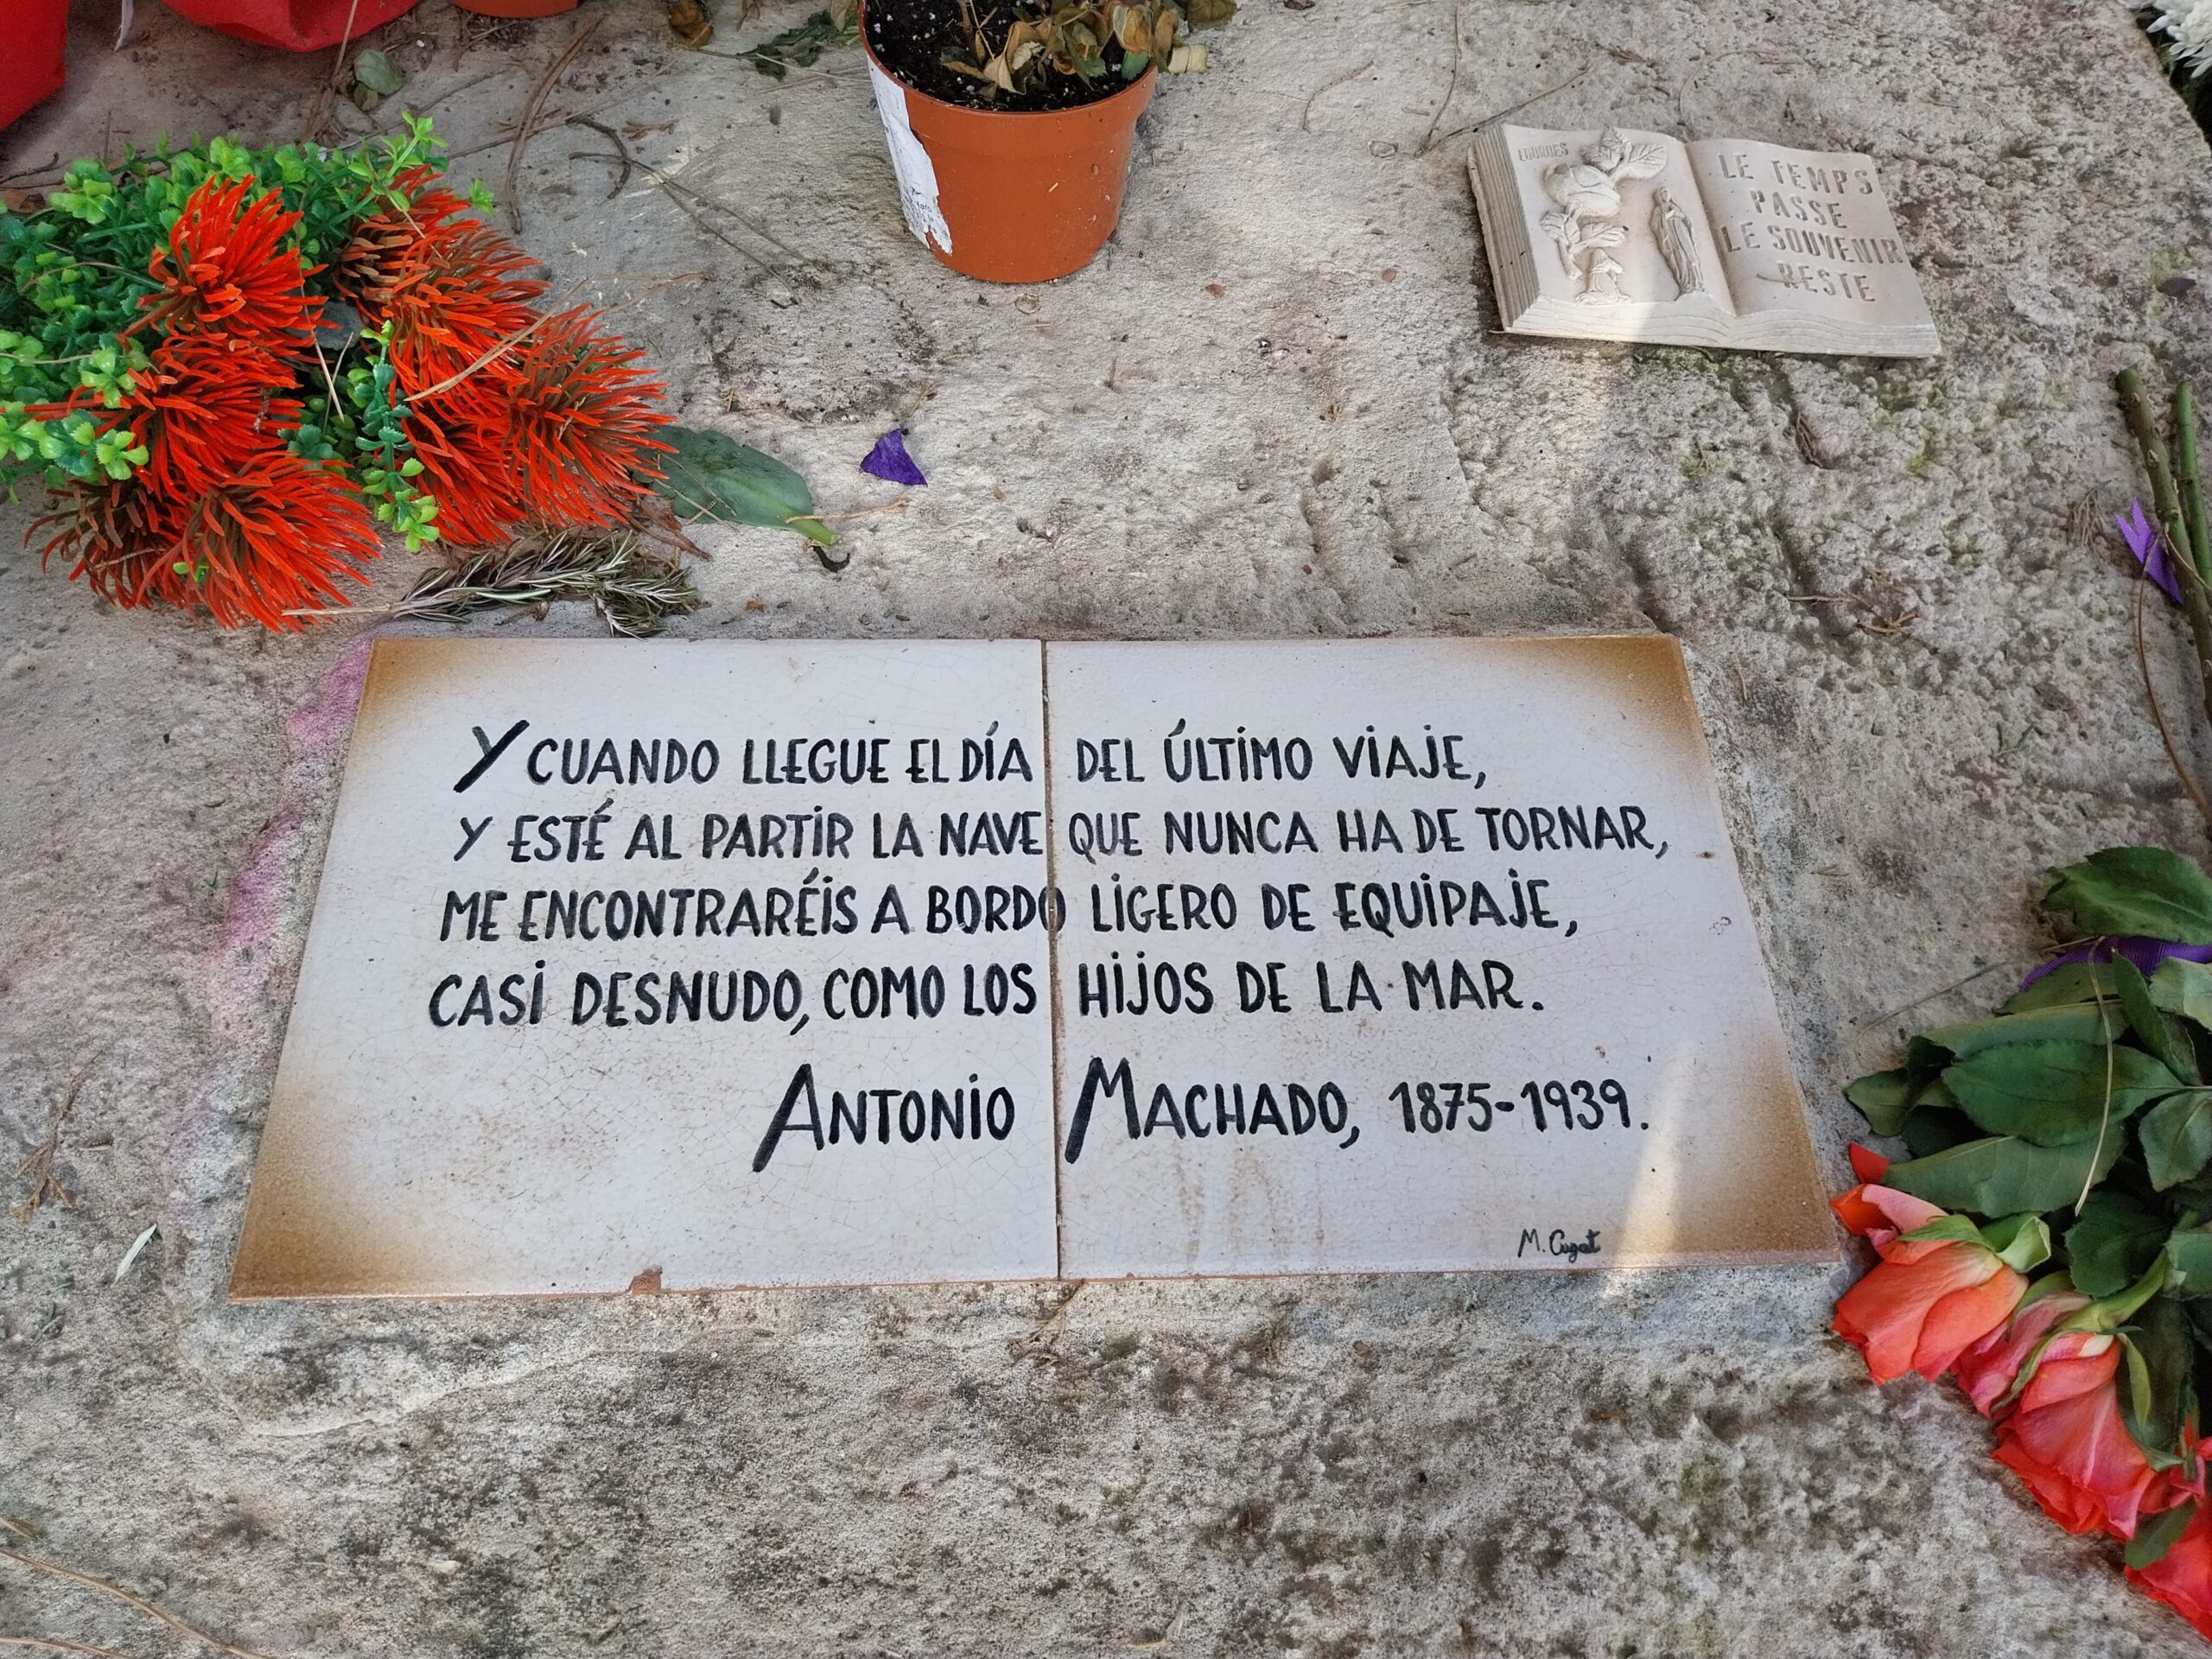 LOURDES
LE TEMPS
PASSE
LE SOUVENIR
RESTE
Y CUANDO LLEGUE EL DÍA DEL ÚLTIMO VIAJE,
Y ESTÉ AL PARTIR LA NAVE QUE NUNCA HA DE TORNAR,
ME ENCONTRARÉIS A BORDO LIGERO DE EQUIPAJE,
CASI DESNUDO, COMO LOS HIJOS DE LA MAR.
ANTONIO MACHADO, 1875-1939.
M. Cugat